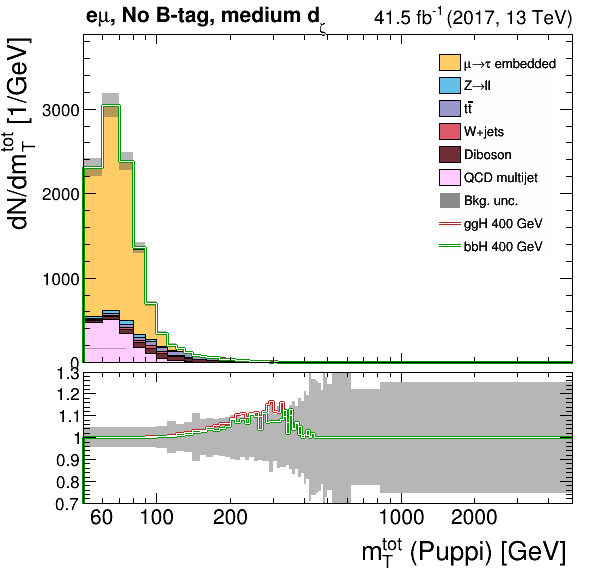 eμ, No B-tag, medium dζ
41.5 fb⁻¹ (2017, 13 TeV)
dN/dm_T^tot [1/GeV]
3000
2000
1000
0
μ→τ embedded
Z→ll
tt̄
W+jets
Diboson
QCD multijet
Bkg. unc.
ggH 400 GeV
bbH 400 GeV
1.3
1.2
1.1
1
0.9
0.8
0.7
60 100 200 1000 2000
m_T^tot (Puppi) [GeV]